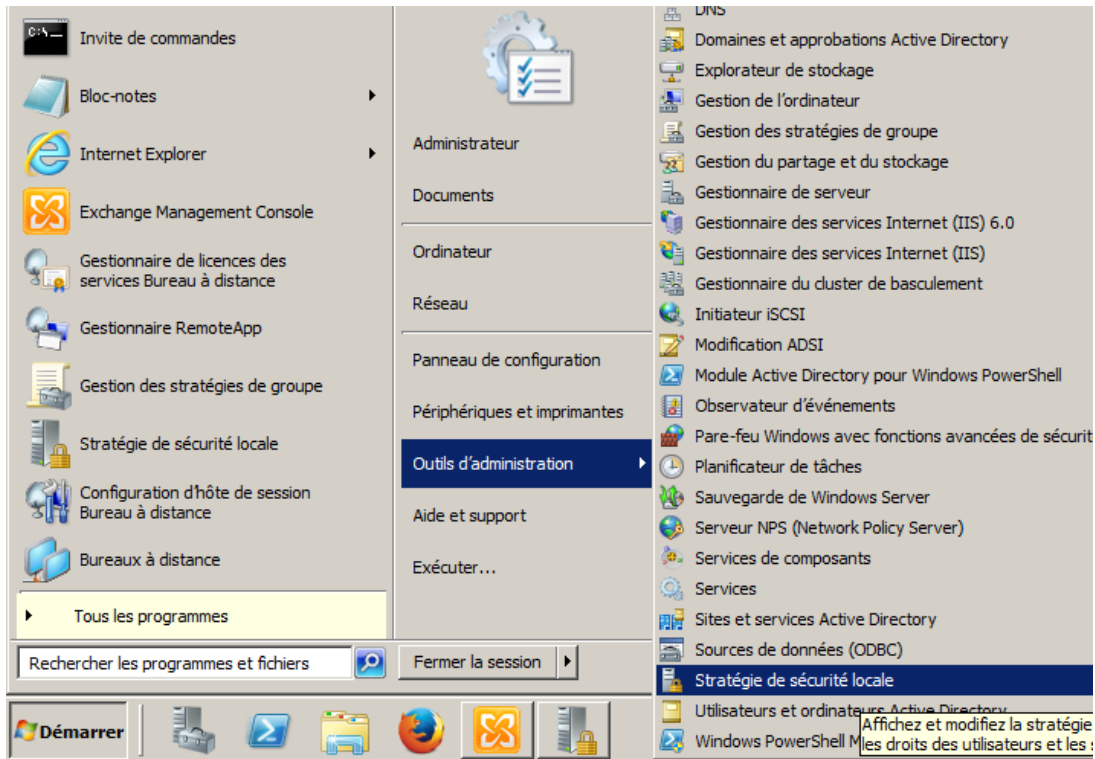 C:\
Invite de commandes
Bloc-notes
Internet Explorer
Exchange Management Console
Gestionnaire de licences des
services Bureau à distance
Gestionnaire RemoteApp
Gestion des stratégies de groupe
Stratégie de sécurité locale
Configuration d'hôte de session
Bureau à distance
Bureaux à distance
Tous les programmes
Rechercher les programmes et fichiers
Administrateur
Documents
Ordinateur
Réseau
Panneau de configuration
Périphériques et imprimantes
Outils d'administration
Aide et support
Exécuter...
Fermer la session
DNS
Domaines et approbations Active Directory
Explorateur de stockage
Gestion de l'ordinateur
Gestion des stratégies de groupe
Gestion du partage et du stockage
Gestionnaire de serveur
Gestionnaire des services Internet (IIS) 6.0
Gestionnaire des services Internet (IIS)
Gestionnaire du cluster de basculement
Initiateur iSCSI
Modification ADSI
Module Active Directory pour Windows PowerShell
Observateur d'événements
Pare-feu Windows avec fonctions avancées de sécurit
Planificateur de tâches
Sauvegarde de Windows Server
Serveur NPS (Network Policy Server)
Services de composants
Services
Sites et services Active Directory
Sources de données (ODBC)
Stratégie de sécurité locale
Utilisateurs et ordinateurs Active Directory
Windows PowerShell M
Affichez et modifiez la stratégie
les droits des utilisateurs et les s
Démarrer